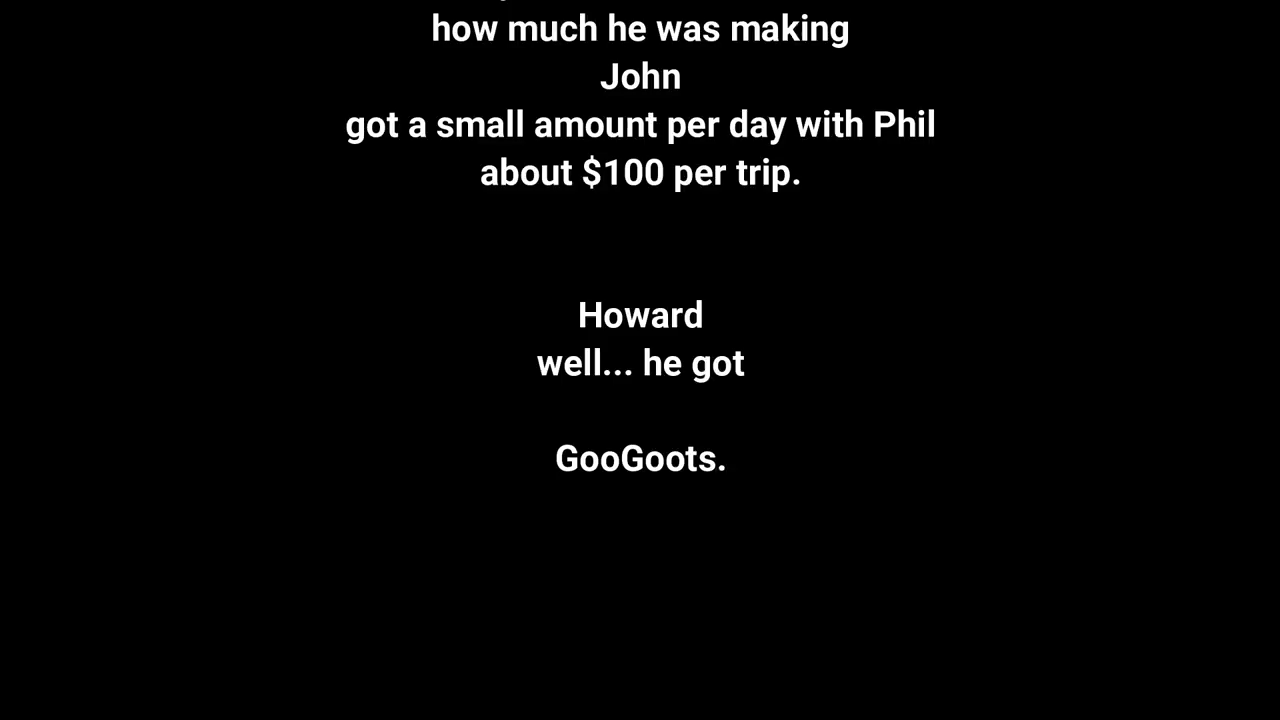 how much he was making
John
got a small amount per day with Phil
about $100 per trip.
Howard
well... he got
GooGoots.